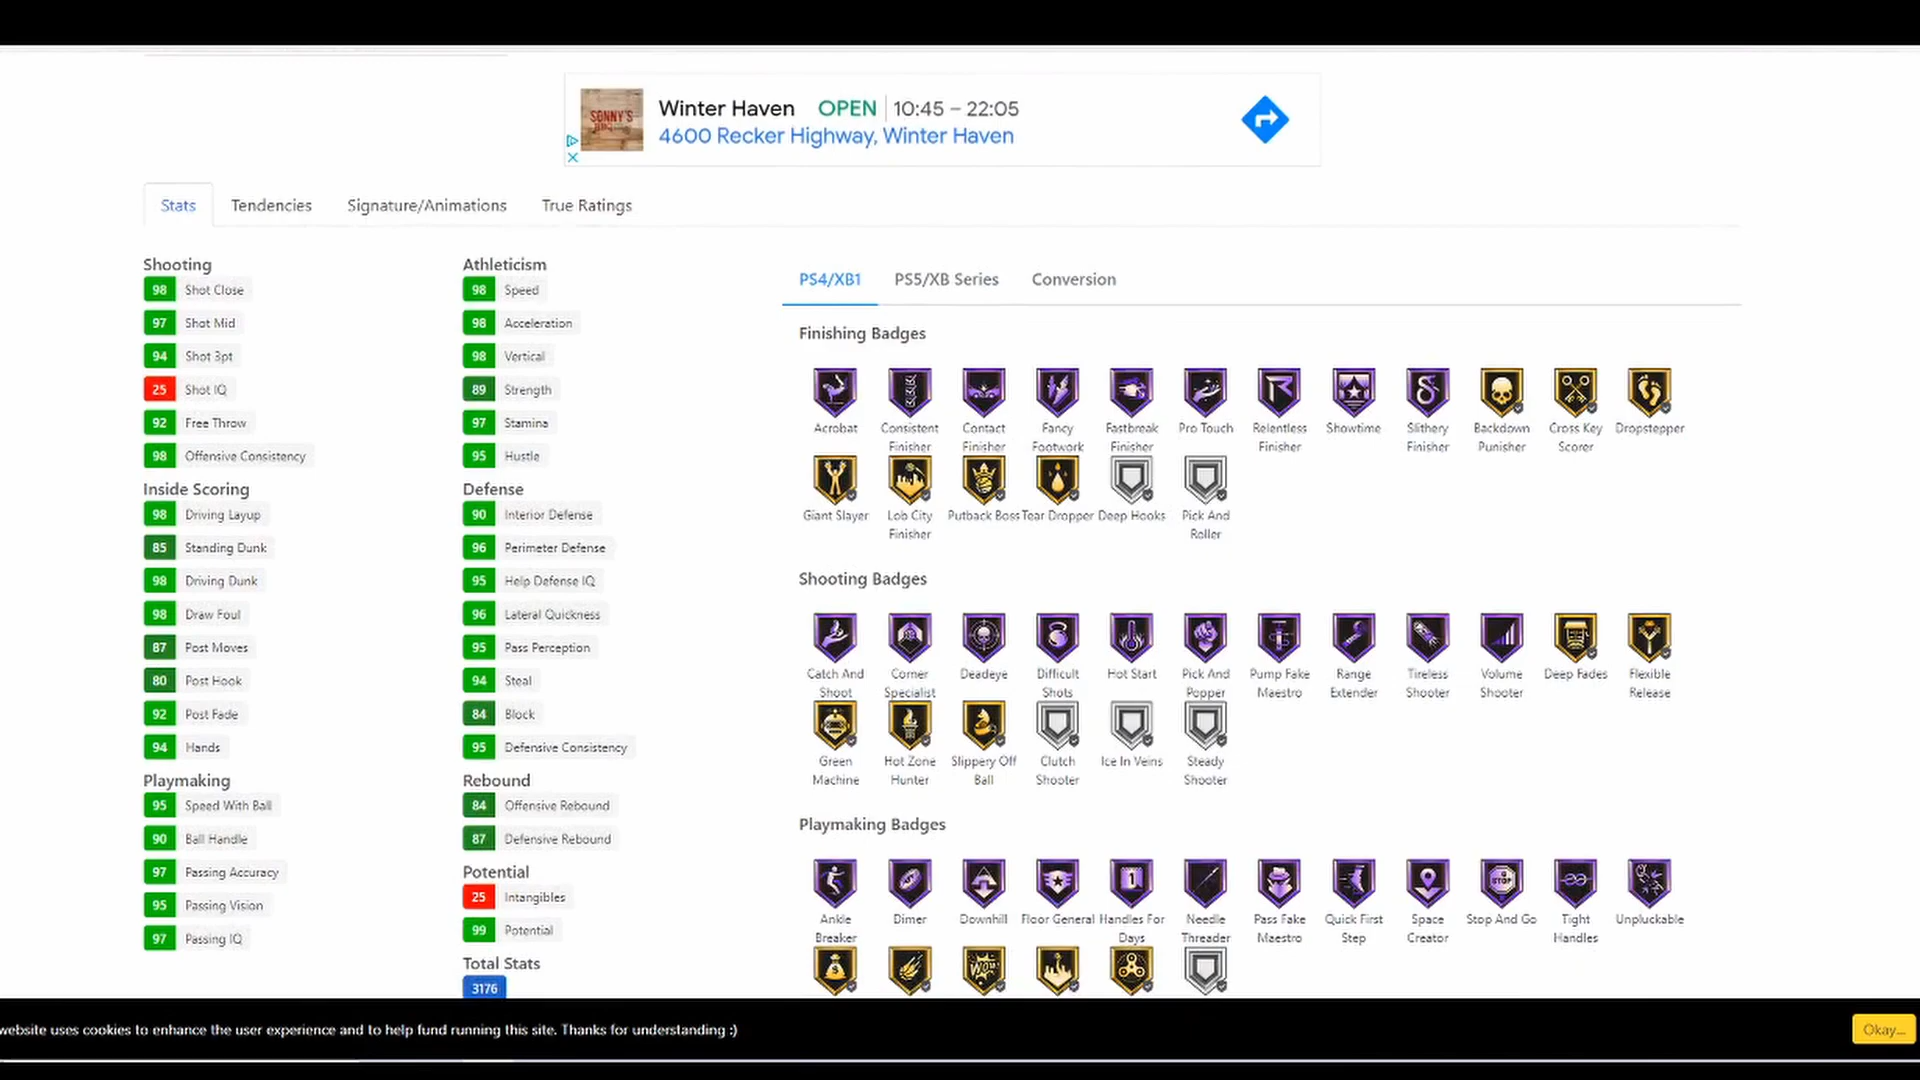 SONNY'S
BBQ
Winter Haven OPEN 10:45 – 22:05
4600 Recker Highway, Winter Haven
Stats Tendencies Signature/Animations True Ratings
Shooting
98 Shot Close
97 Shot Mid
94 Shot 3pt
25 Shot IQ
92 Free Throw
98 Offensive Consistency
Inside Scoring
98 Driving Layup
85 Standing Dunk
98 Driving Dunk
98 Draw Foul
87 Post Moves
80 Post Hook
92 Post Fade
94 Hands
Playmaking
95 Speed With Ball
90 Ball Handle
97 Passing Accuracy
95 Passing Vision
97 Passing IQ
Athleticism
98 Speed
98 Acceleration
98 Vertical
89 Strength
97 Stamina
95 Hustle
Defense
90 Interior Defense
96 Perimeter Defense
95 Help Defense IQ
96 Lateral Quickness
95 Pass Perception
94 Steal
84 Block
95 Defensive Consistency
Rebound
84 Offensive Rebound
87 Defensive Rebound
Potential
25 Intangibles
99 Potential
Total Stats
3176
PS4/XB1 PS5/XB Series Conversion
Finishing Badges
Acrobat Consistent Contact Fancy Fastbreak Pro Touch Relentless Showtime Slithery Backdown Cross Key Dropstepper
Finisher Finisher Footwork Finisher Finisher Finisher Punisher Scorer
Giant Slayer Lob City Putback Boss Tear Dropper Deep Hooks Pick And
Finisher Roller
Shooting Badges
Catch And Corner Deadeye Difficult Hot Start Pick And Pump Fake Range Tireless Volume Deep Fades Flexible
Shoot Specialist Shots Popper Maestro Extender Shooter Shooter Release
Green Hot Zone Slippery Off Clutch Ice In Veins Steady
Machine Hunter Ball Shooter Shooter
Playmaking Badges
1
STOP
Ankle Dimer Downhill Floor General Handles For Needle Pass Fake Quick First Space Stop And Go Tight Unpluckable
Breaker Days Threader Maestro Step Creator Handles
WOW
website uses cookies to enhance the user experience and to help fund running this site. Thanks for understanding :)
Okay...